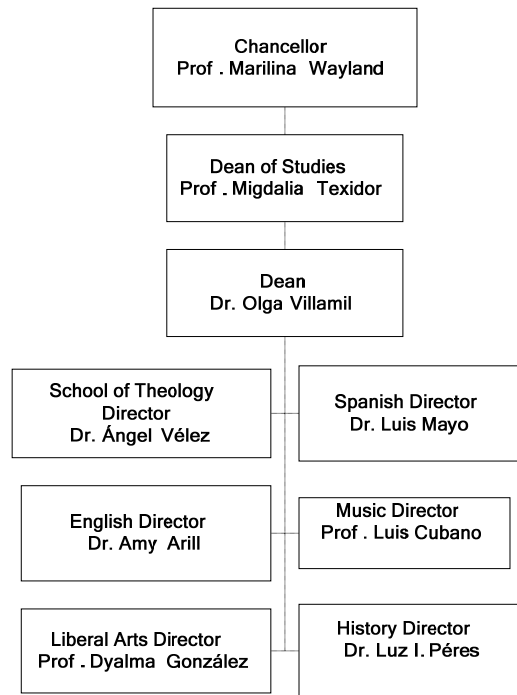 Chancellor
Prof . Marilina Wayland
Dean of Studies
Prof . Migdalia Texidor
Dean
Dr. Olga Villamil
School of Theology
Director
Dr. Ángel Vélez
Spanish Director
Dr. Luis Mayo
English Director
Dr. Amy Arill
Music Director
Prof . Luis Cubano
Liberal Arts Director
Prof . Dyalma González
History Director
Dr. Luz I. Péres